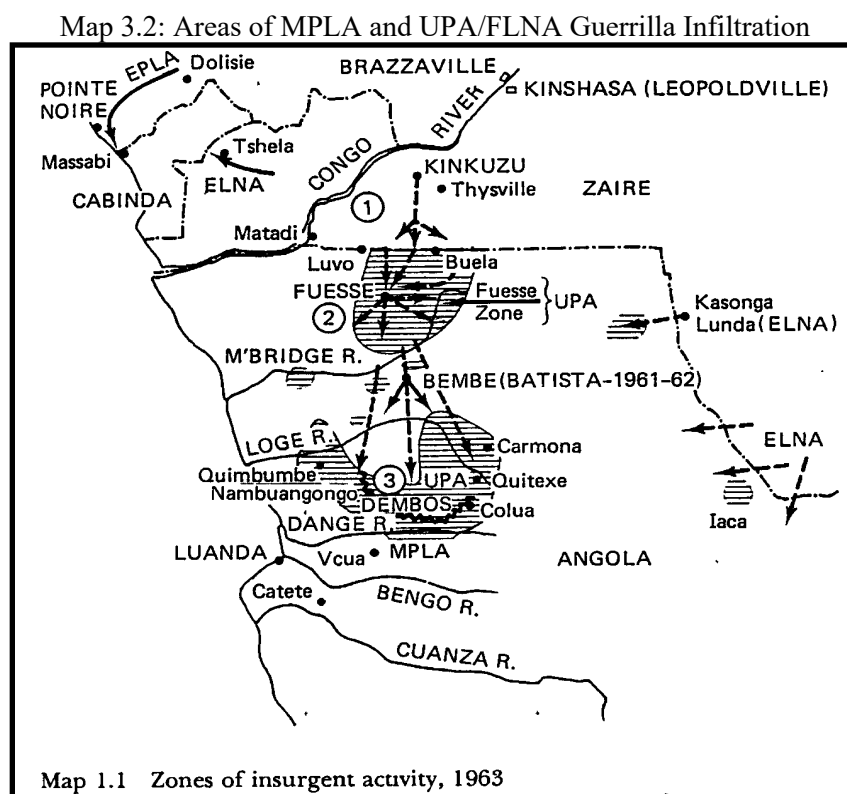 Map 3.2: Areas of MPLA and UPA/FLNA Guerrilla Infiltration
EPLA
Dolisie
BRAZZAVILLE
KINSHASA (LEOPOLDVILLE)
POINTE
NOIRE
RIVER
Massabi
Tshela
CONGO
KINKUZU
ELNA
Thysville
ZAIRE
CABINDA
1
Matadi
Luvo
Buela
FUESSE
Fuesse
Zone
UPA
Kasonga
Lunda (ELNA)
2
M'BRIDGE R.
BEMBE (BATISTA-1961-62)
LOGE R.
Carmona
ELNA
Quimbumbe
3
UPA
Quitexe
Nambuangongo
DEMBOS
Colua
Iaca
DANGE R.
LUANDA
Vcua
MPLA
ANGOLA
Catete
BENGO R.
CUANZA R.
Map 1.1 Zones of insurgent activity, 1963